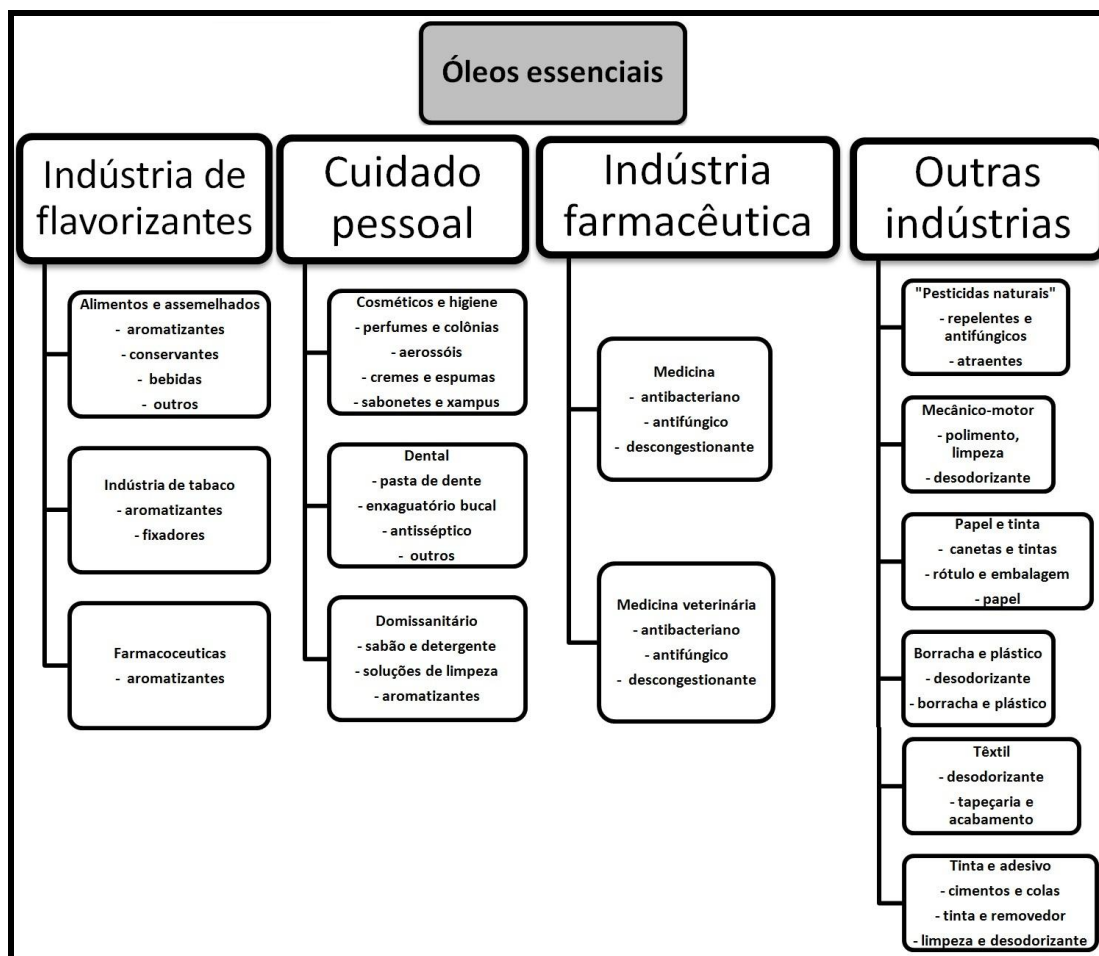 Óleos essenciais
Indústria de
flavorizantes
Alimentos e assemelhados
- aromatizantes
- conservantes
- bebidas
- outros
Indústria de tabaco
- aromatizantes
- fixadores
Farmacoceuticas
- aromatizantes
Cuidado
pessoal
Cosméticos e higiene
- perfumes e colônias
- aerossóis
- cremes e espumas
- sabonetes e xampus
Dental
- pasta de dente
- enxaguatório bucal
- antisséptico
- outros
Domissanitário
- sabão e detergente
- soluções de limpeza
- aromatizantes
Indústria
farmacêutica
Medicina
- antibacteriano
- antifúgico
- descongestionante
Medicina veterinária
- antibacteriano
- antifúgico
- descongestionante
Outras
indústrias
"Pesticidas naturais"
- repelentes e
antifúngicos
- atraentes
Mecânico-motor
- polimento,
limpeza
- desodorizante
Papel e tinta
- canetas e tintas
- rótulo e embalagem
- papel
Borracha e plástico
- desodorizante
- borracha e plástico
Têxtil
- desodorizante
- tapeçaria e
acabamento
Tinta e adesivo
- cimentos e colas
- tinta e removedor
- limpeza e desodorizante